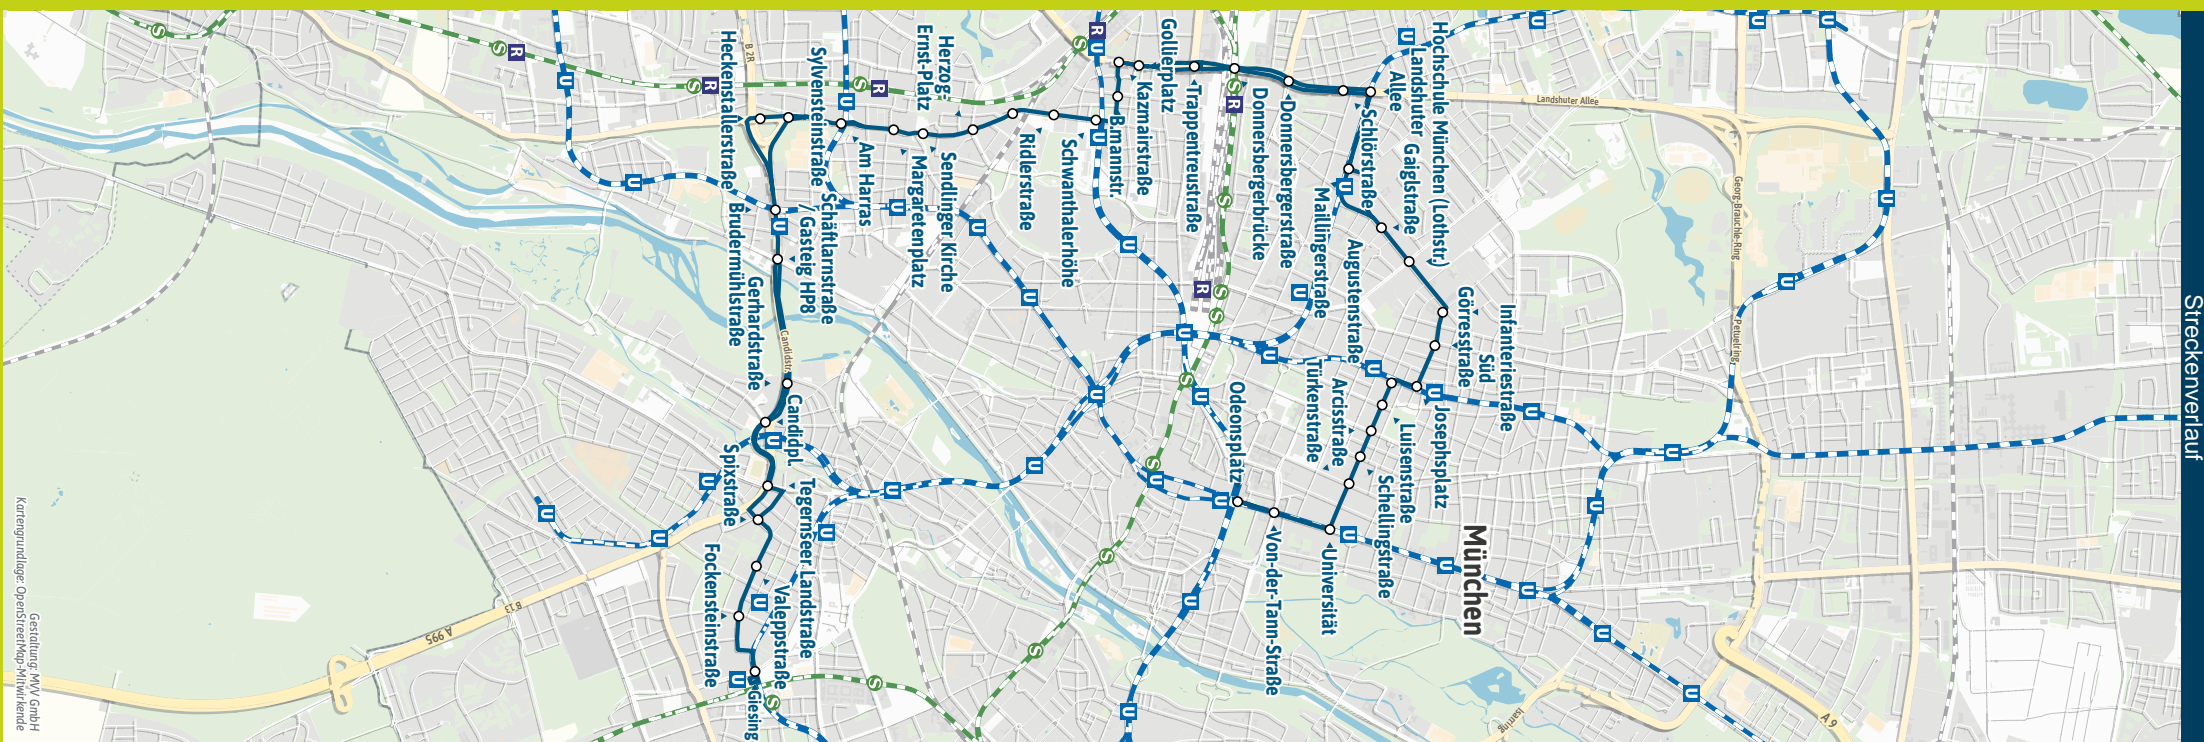 Streckenverlauf
Landshuter Allee
Georg-Brauchle-Ring
Petuelring
A 9
Isarring
München
Hochschule München (Lothstr.)
Landshuter
Allee
Gaiglstraße
Schlörstraße
Görresstraße
Infanteriestraße
Süd
Josephsplatz
Augustenstraße
Luisenstraße
Schellingstraße
Arcisstraße
Türkenstraße
Maillingerstraße
Universität
Von-der-Tann-Straße
Odeonsplatz
Donnersbergerstraße
Donnersbergerbrücke
Trappentreustraße
Gollierplatz
Kazmairstraße
B.mannstr.
Schwanthalerhöhe
Ridlerstraße
Herzog-
Ernst-Platz
Sendlinger Kirche
Margaretenplatz
Am Harras
Sylvensteinstraße
Schäftlarnstraße
/ Gasteig HP8
Heckenstallerstraße
Brudermühlstraße
Gerhardstraße
Candidstr.
Candidpl.
Spixstraße
Tegernseer Landstraße
Valeppstraße
Fockensteinstraße
Giesing
B 2R
B 13
A 995
Gestaltung: MVV GmbH
Kartengrundlage: OpenStreetMap-Mitwirkende
U
S
R